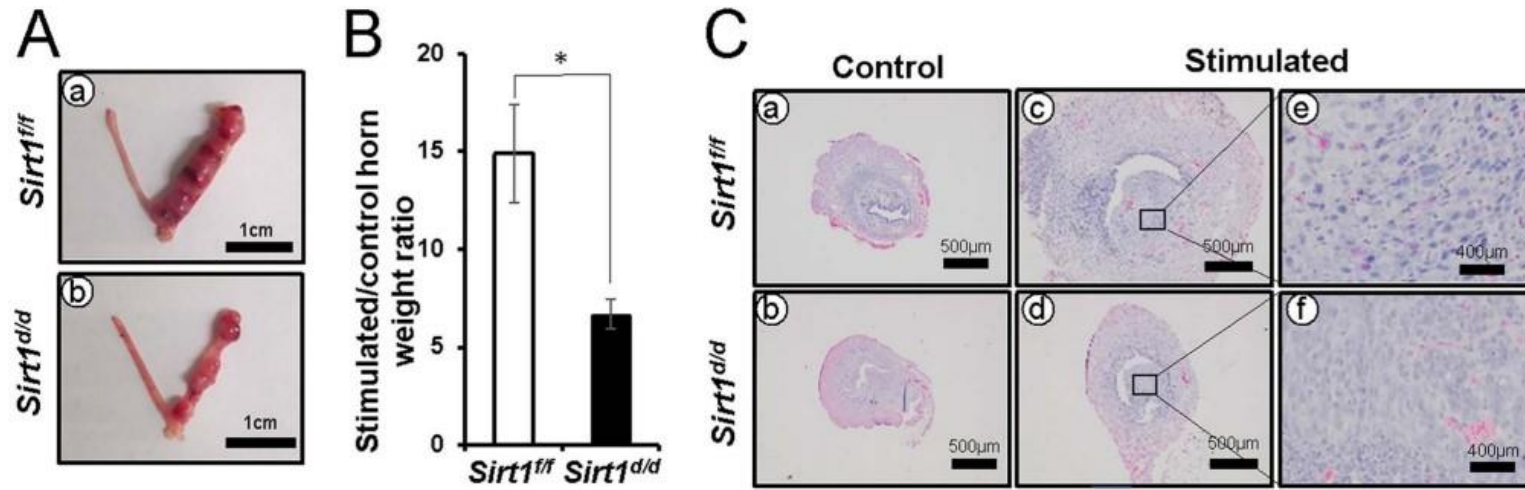 A
a
Sirt1f/f
1cm
b
Sirt1d/d
1cm
B
Stimulated/control horn
weight ratio
20
15
10
5
0
*
Sirt1f/f Sirt1d/d
C
Control
Stimulated
Sirt1f/f
a
500µm
c
500µm
e
400µm
Sirt1d/d
b
500µm
d
500µm
f
400µm